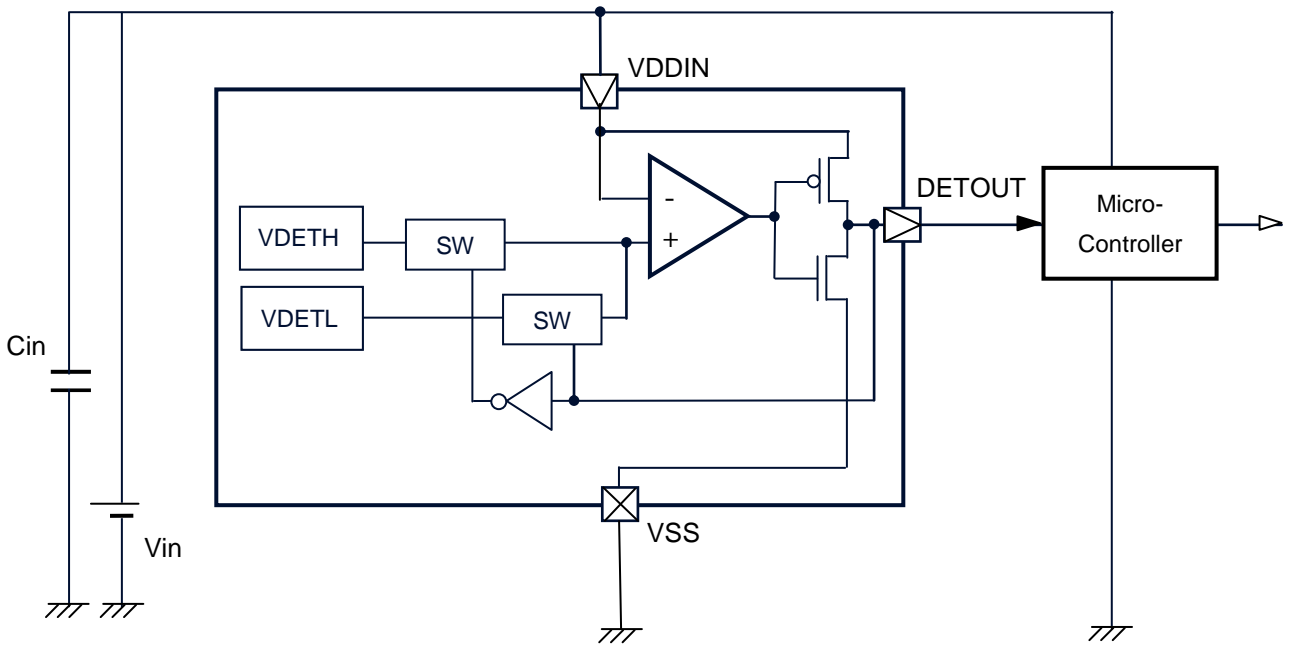 VDDIN
DETOUT
Micro-
Controller
-
+
VDETH
SW
VDETL
SW
Cin
Vin
VSS